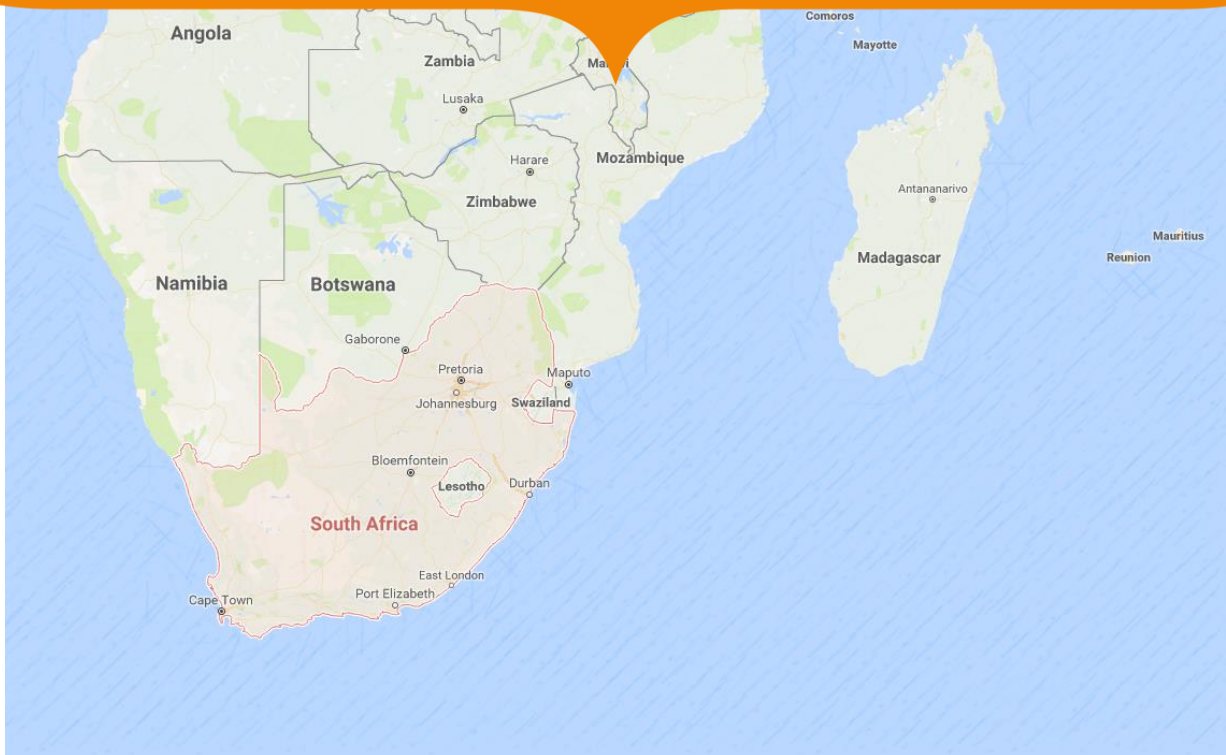 Comoros
Angola
Mayotte
Zambia
Lusaka
Mozambique
Harare
Antananarivo
Zimbabwe
Mauritius
Madagascar
Reunion
Namibia
Botswana
Gaborone
Pretoria
Maputo
Johannesburg
Swaziland
Bloemfontein
Lesotho
Durban
South Africa
East London
Port Elizabeth
Cape Town